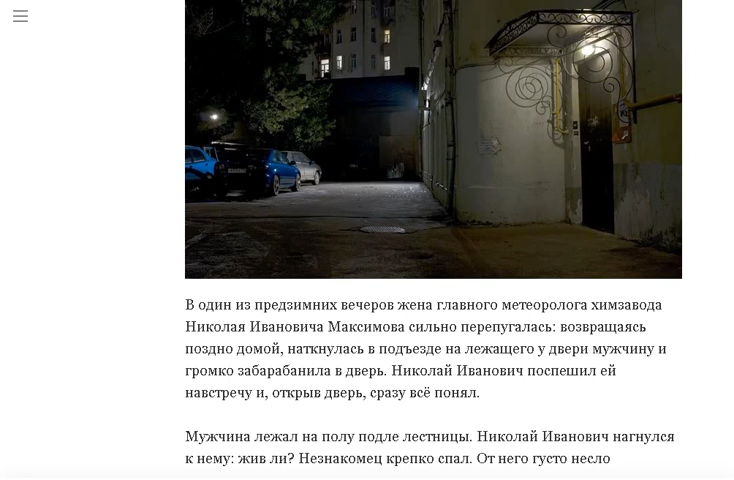 В один из предзимних вечеров жена главного метеоролога химзавода
Николая Ивановича Максимова сильно перепугалась: возвращаясь
поздно домой, наткнулась в подъезде на лежащего у двери мужчину и
громко забарабанила в дверь. Николай Иванович поспешил ей
навстречу и, открыв дверь, сразу всё понял.
Мужчина лежал на полу подле лестницы. Николай Иванович нагнулся
к нему: жив ли? Незнакомец крепко спал. От него густо несло